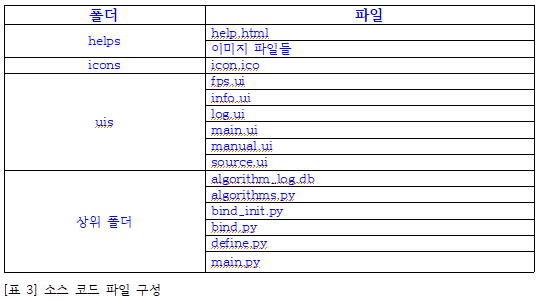 폴더 파일
helps help.html
이미지 파일들
icons icon.ico
uis fps.ui
info.ui
log.ui
main.ui
manual.ui
source.ui
상위 폴더 algorithm_log.db
algorithms.py
bind_init.py
bind.py
define.py
main.py
[표 3] 소스 코드 파일 구성